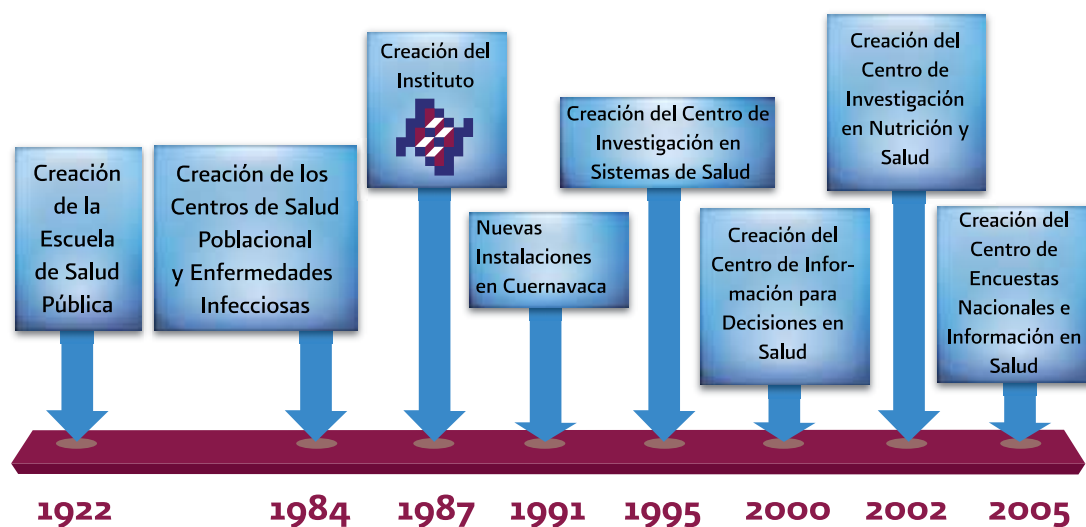 Creación
de la
Escuela
de Salud
Pública
Creación de los
Centros de Salud
Poblacional
y Enfermedades
Infecciosas
Creación del
Instituto
Nuevas
Instalaciones
en Cuernavaca
Creación del Centro de
Investigación en
Sistemas de Salud
Creación del
Centro de Infor-
mación para
Decisiones en
Salud
Creación del
Centro de
Investigación
en Nutrición y
Salud
Creación del
Centro de
Encuestas
Nacionales e
Información en
Salud
1922 1984 1987 1991 1995 2000 2002 2005